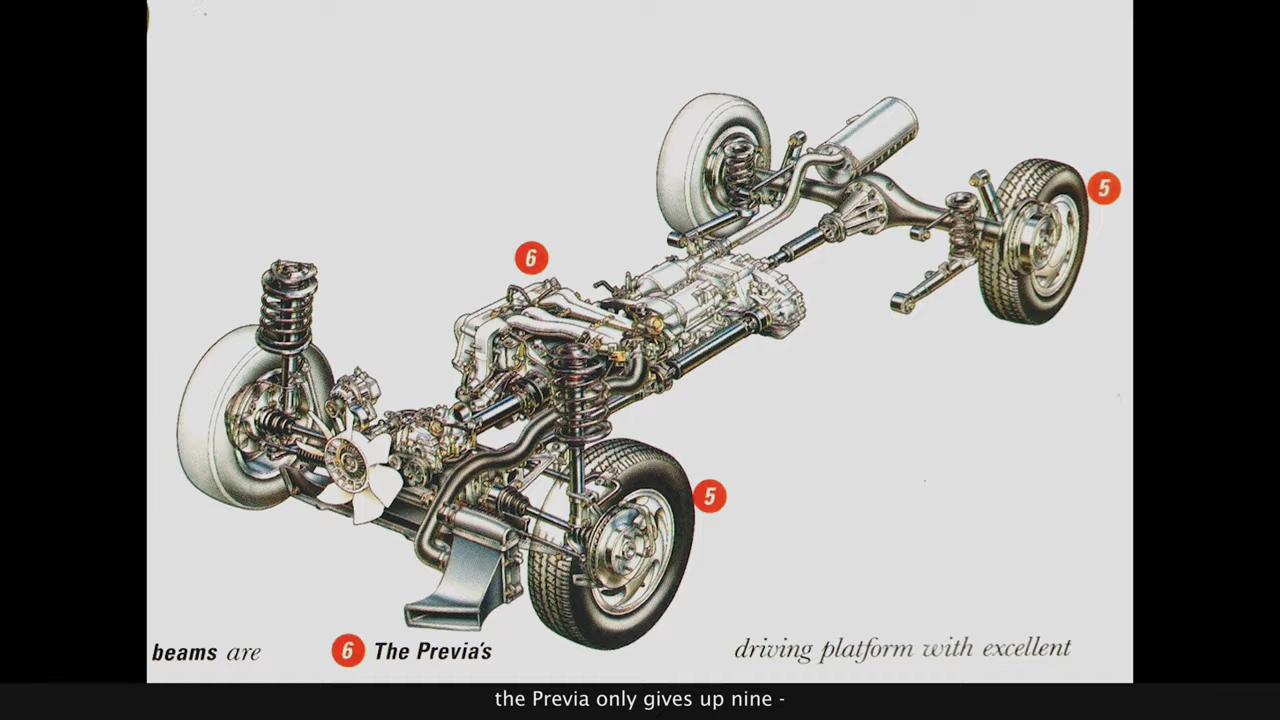 5
6
5
beams are
6 The Previa's
driving platform with excellent
the Previa only gives up nine -